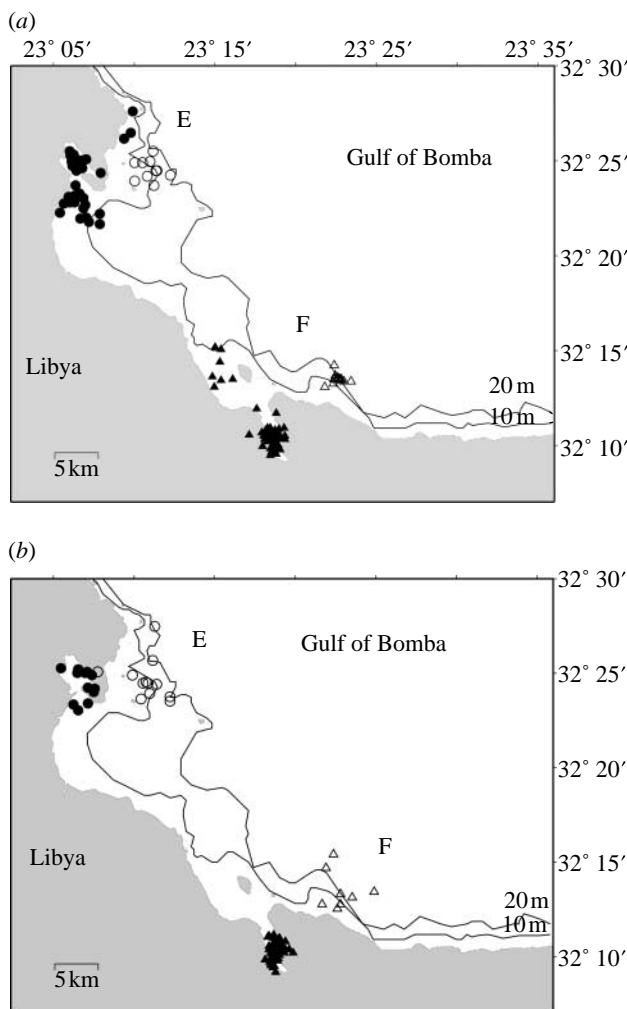 (a)
23° 05′ 23° 15′ 23° 25′ 23° 35′
32° 30′
E
Gulf of Bomba
32° 25′
32° 20′
F
Libya
32° 15′
20 m
10 m
5 km
32° 10′
(b)
32° 30′
E
Gulf of Bomba
32° 25′
32° 20′
F
Libya
32° 15′
20 m
10 m
5 km
32° 10′